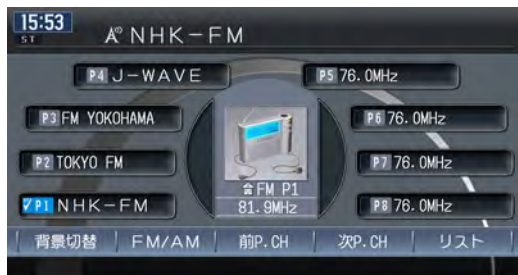 15:53
ST
NHK-FM
P4 J-WAVE
P5 76.0MHz
P3 FM YOKOHAMA
P6 76.0MHz
P2 TOKYO FM
P7 76.0MHz
FM P1
P1 NHK-FM
81.9MHz
P8 76.0MHz
背景切替
FM/AM
前P.CH
次P.CH
リスト